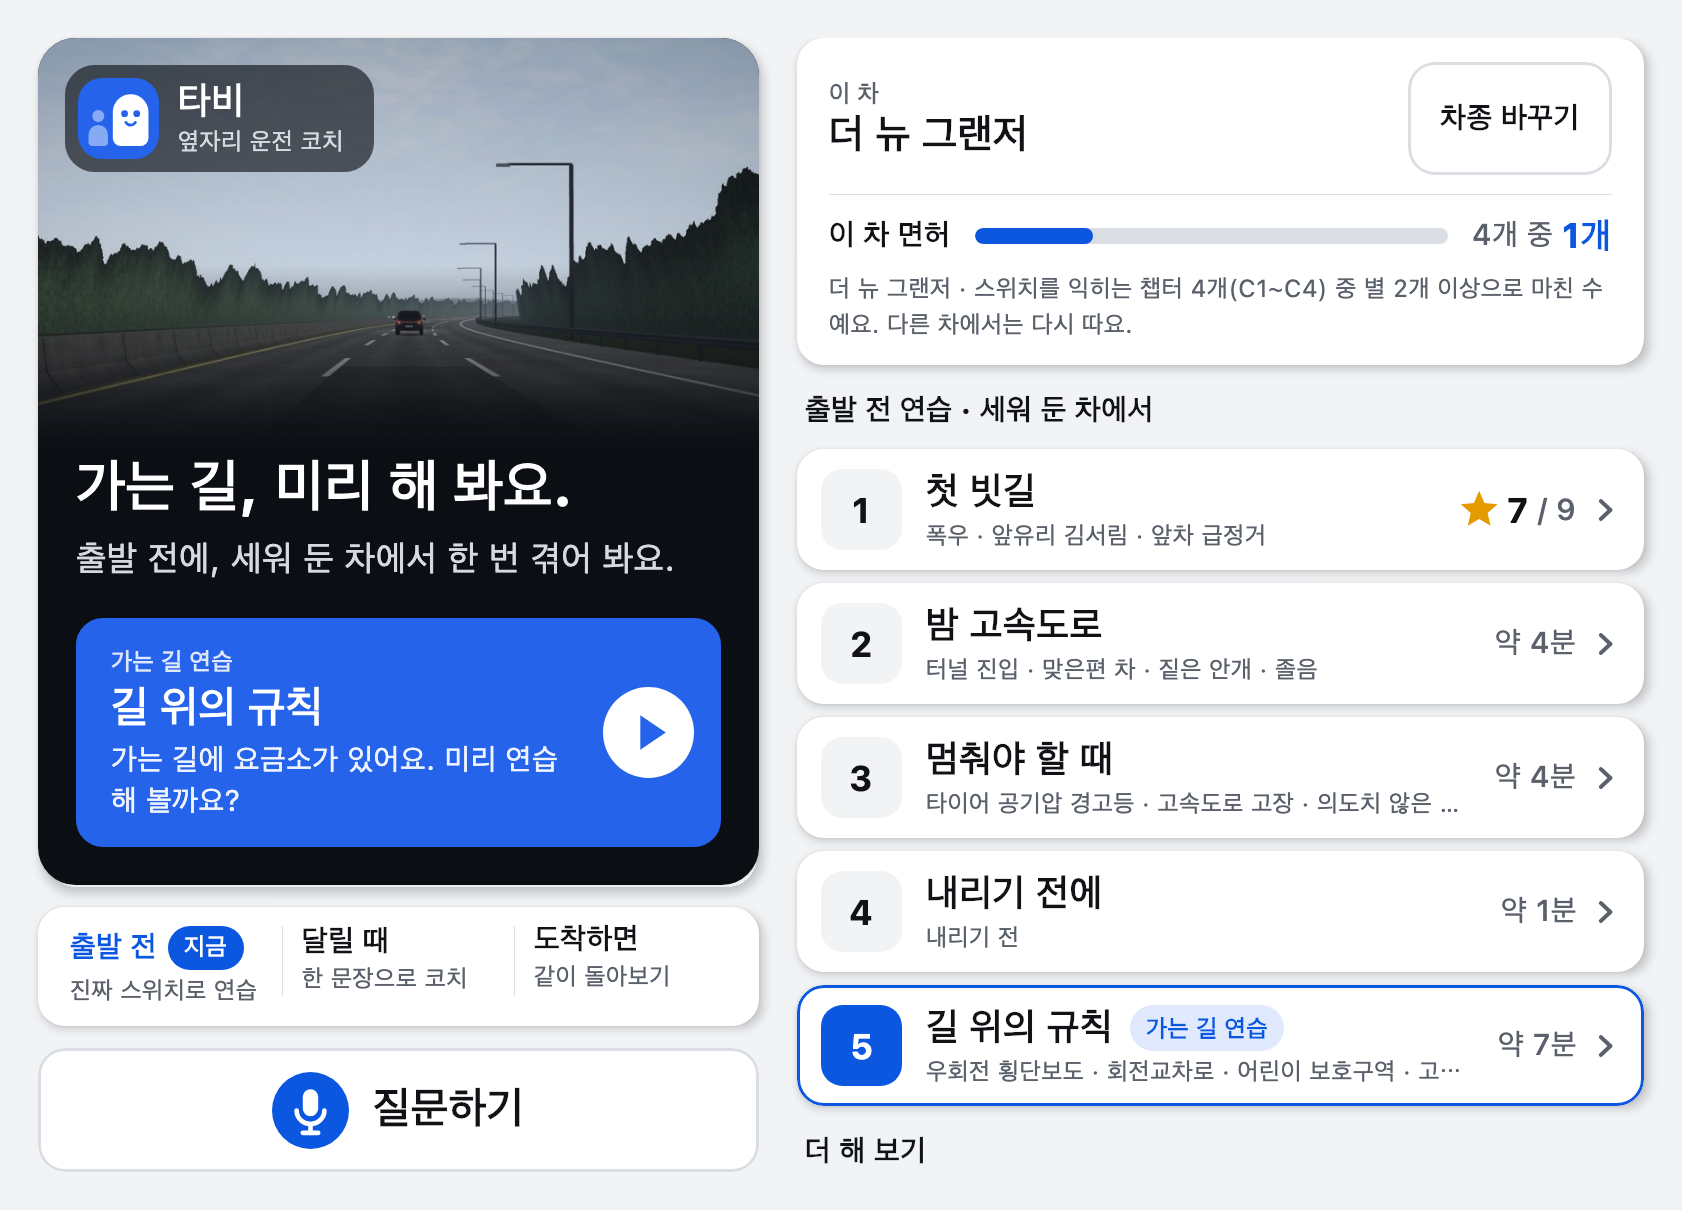 타비
옆자리 운전 코치
가는 길, 미리 해 봐요.
출발 전에, 세워 둔 차에서 한 번 겪어 봐요.
가는 길 연습
길 위의 규칙
가는 길에 요금소가 있어요. 미리 연습
해 볼까요?
출발 전 지금
진짜 스위치로 연습
달릴 때
한 문장으로 코치
도착하면
같이 돌아보기
질문하기
이 차
더 뉴 그랜저
차종 바꾸기
이 차 면허 4개 중 1개
더 뉴 그랜저 · 스위치를 익히는 챕터 4개(C1~C4) 중 별 2개 이상으로 마친 수
예요. 다른 차에서는 다시 따요.
출발 전 연습 · 세워 둔 차에서
1
첫 빗길
폭우 · 앞유리 김서림 · 앞차 급정거
7 / 9
2
밤 고속도로
터널 진입 · 맞은편 차 · 짙은 안개 · 졸음
약 4분
3
멈춰야 할 때
타이어 공기압 경고등 · 고속도로 고장 · 의도치 않은 ...
약 4분
4
내리기 전에
내리기 전
약 1분
5
길 위의 규칙 가는 길 연습
우회전 횡단보도 · 회전교차로 · 어린이 보호구역 · 고…
약 7분
더 해 보기